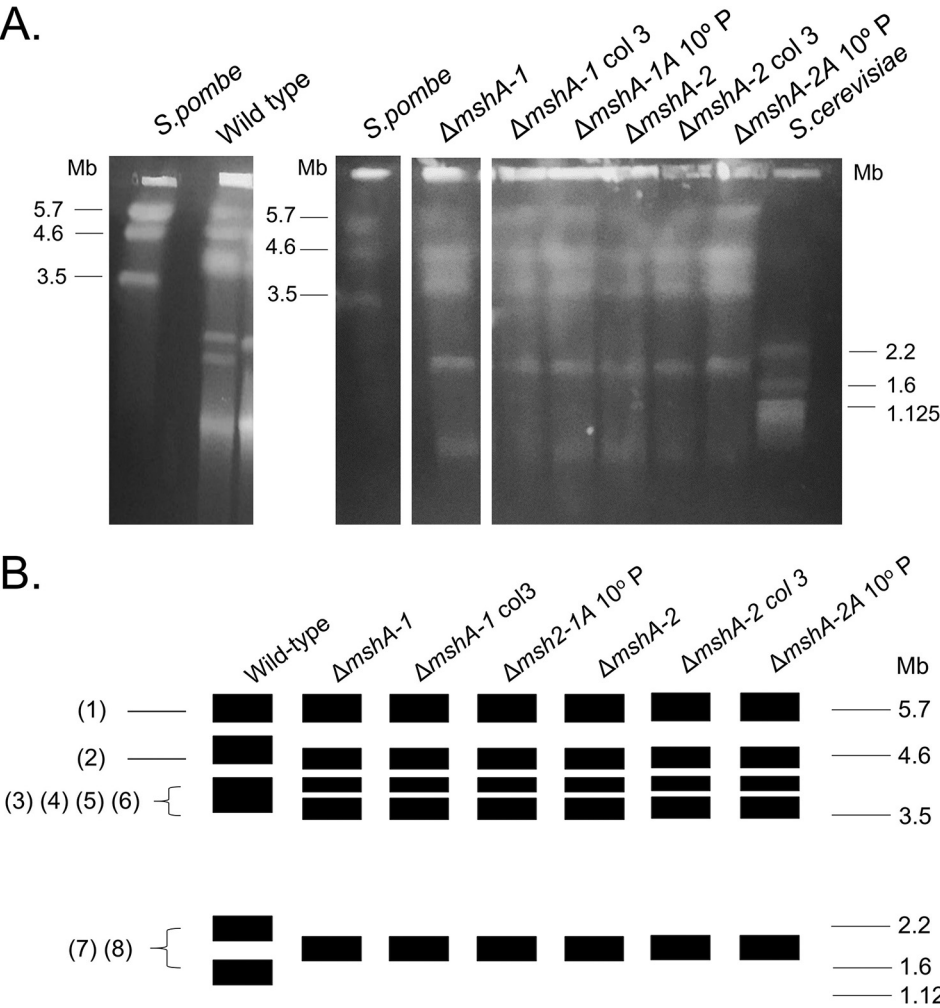 A.
S.pombe
Wild type
S.pombe
ΔmshA-1
ΔmshA-1 col 3
ΔmshA-1A 10º P
ΔmshA-2
ΔmshA-2 col 3
ΔmshA-2A 10º P
S.cerevisiae
Mb
5.7
4.6
3.5
Mb
5.7
4.6
3.5
Mb
2.2
1.6
1.125
B.
Wild-type
ΔmshA-1
ΔmshA-1 col3
Δmsh2-1A 10º P
ΔmshA-2
ΔmshA-2 col 3
ΔmshA-2A 10º P
Mb
(1)
(2)
(3) (4) (5) (6)
(7) (8)
5.7
4.6
3.5
2.2
1.6
1.12